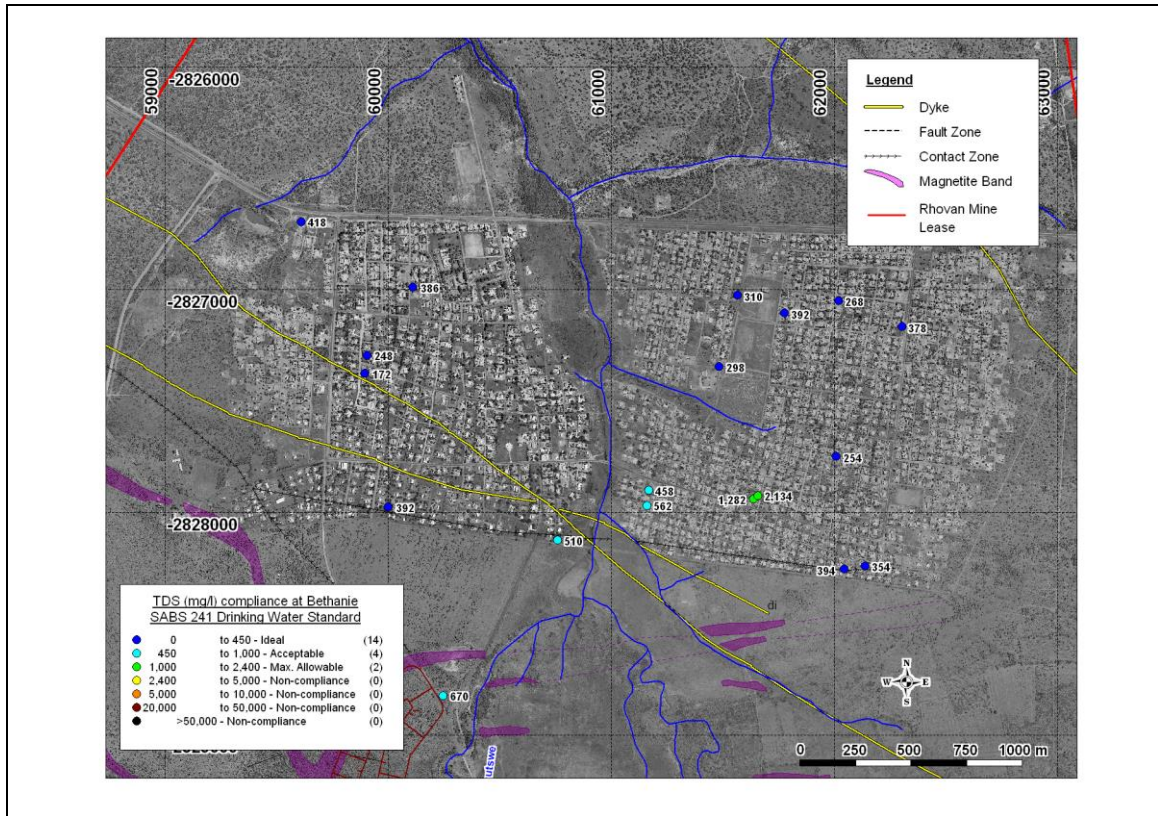 59000
-2826000
60000
61000
62000
63000
Legend
Dyke
Fault Zone
Contact Zone
Magnetite Band
Rhovan Mine
Lease
418
386
-2827000
310
268
392
378
248
172
298
254
458
1,282
2,134
562
392
-2828000
510
394
354
di
TDS (mg/l) compliance at Bethanie
SABS 241 Drinking Water Standard
0 to 450 - Ideal (14)
450 to 1,000 - Acceptable (4)
1,000 to 2,400 - Max. Allowable (2)
2,400 to 5,000 - Non-compliance (0)
5,000 to 10,000 - Non-compliance (0)
20,000 to 50,000 - Non-compliance (0)
>50,000 - Non-compliance (0)
670
N
W E
S
utswe
0 250 500 750 1000 m